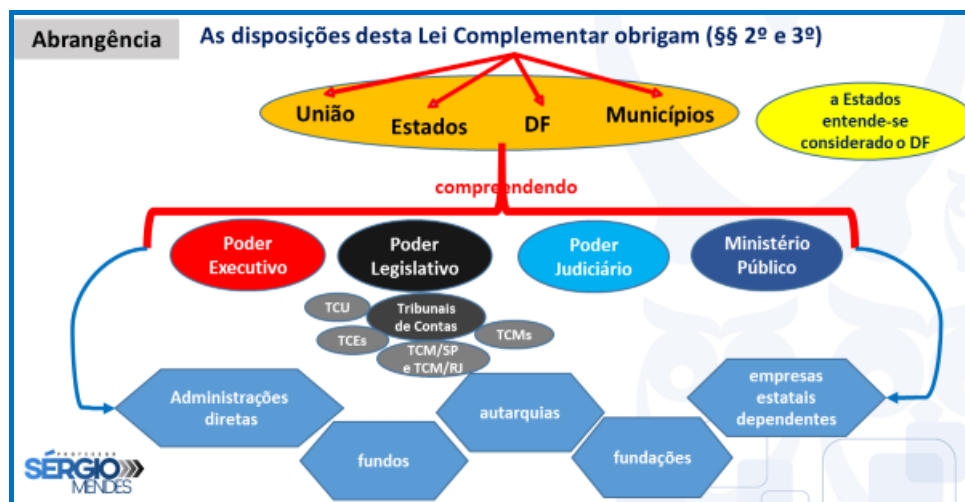 Abrangência
As disposições desta Lei Complementar obrigam (§§ 2º e 3º)
União
Estados
DF
Municípios
a Estados
entende-se
considerado o DF
compreendendo
Poder
Executivo
Poder
Legislativo
Poder
Judiciário
Ministério
Público
TCU
Tribunais
de Contas
TCEs
TCMs
TCM/SP
e TCM/RJ
Administrações
diretas
fundos
autarquias
fundações
empresas
estatais
dependentes
PROFESSOR
SÉRGIO
MENDES